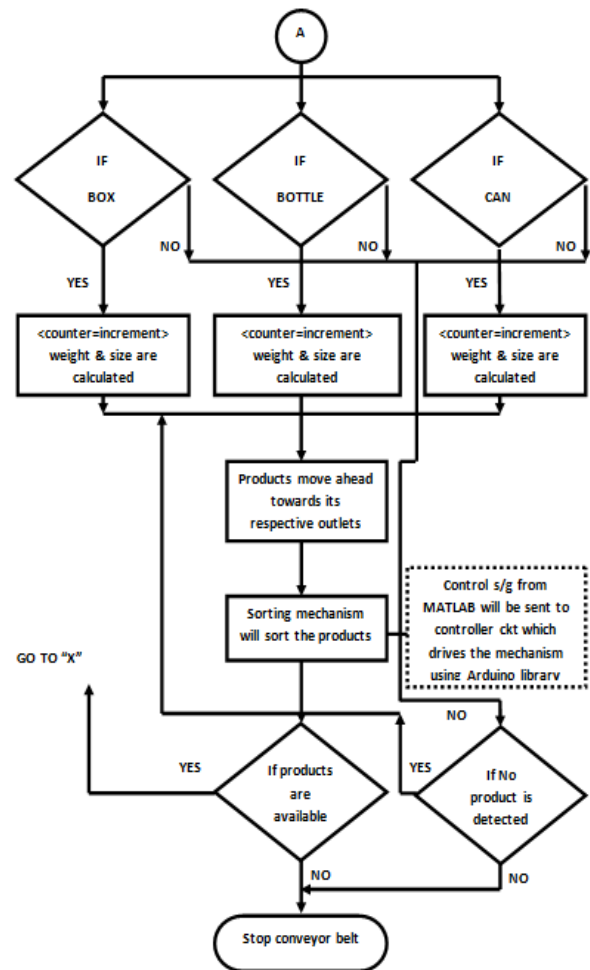 A
IF
BOX
IF
BOTTLE
IF
CAN
NO
NO
NO
YES
YES
YES
<counter=increment>
weight & size are
calculated
<counter=increment>
weight & size are
calculated
<counter=increment>
weight & size are
calculated
Products move ahead
towards its
respective outlets
Sorting mechanism
will sort the products
Control s/g from
MATLAB will be sent to
controller ckt which
drives the mechanism
using Arduino library
GO TO “X”
NO
YES
If products
are
available
YES
If No
product is
detected
NO
NO
Stop conveyor belt